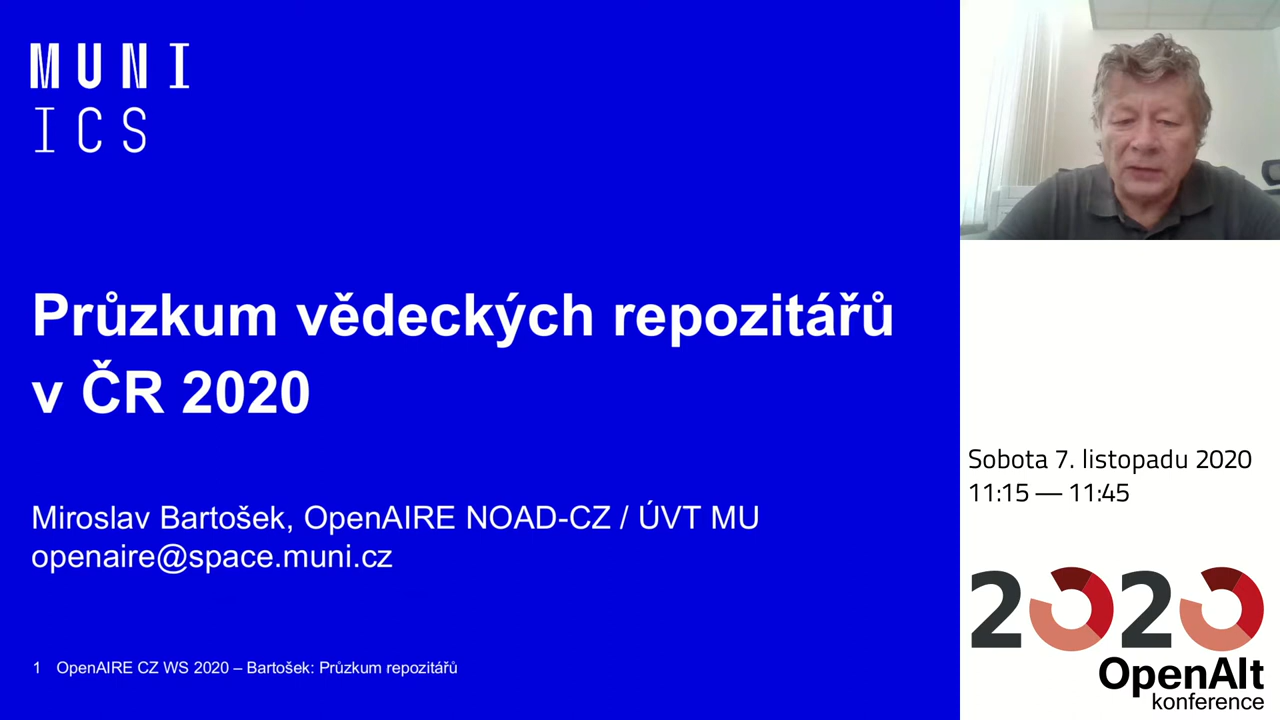 MUNI
ICS
Průzkum vědeckých repozitářů
v ČR 2020
Miroslav Bartošek, OpenAIRE NOAD-CZ / ÚVT MU
openaire@space.muni.cz
1 OpenAIRE CZ WS 2020 – Bartošek: Průzkum repozitářů
Sobota 7. listopadu 2020
11:15 — 11:45
2020
OpenAlt
konference